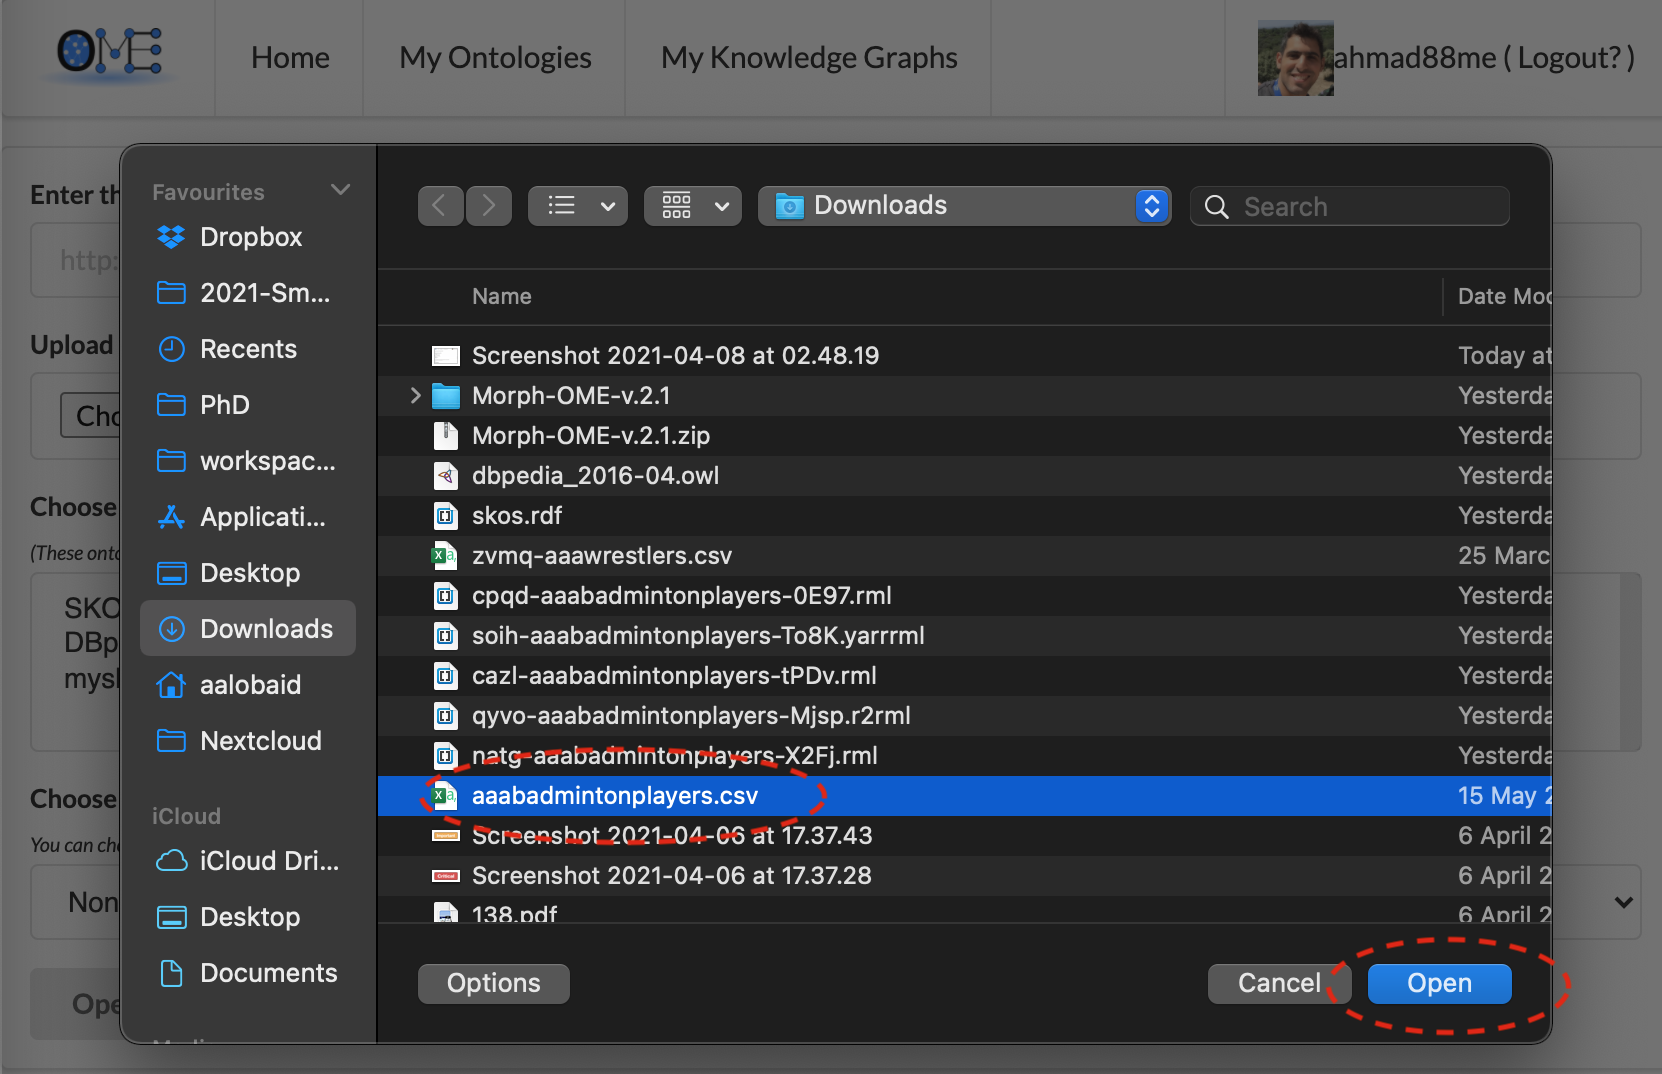 OME
Home
My Ontologies
My Knowledge Graphs
ahmad88me ( Logout? )
Enter th
http:
Upload
Cho
Choose
(These onto
SKO
DBp
mysl
Choose
You can cho
Non
Ope
Favourites
Dropbox
2021-Sm...
Recents
PhD
workspac...
Applicati...
Desktop
Downloads
aalobaid
Nextcloud
iCloud
iCloud Dri...
Desktop
Documents
Downloads
Search
Name
Date Mod
Screenshot 2021-04-08 at 02.48.19
Today at
Morph-OME-v.2.1
Yesterda
Morph-OME-v.2.1.zip
Yesterda
dbpedia_2016-04.owl
Yesterda
skos.rdf
Yesterda
zvmq-aaawrestlers.csv
25 Marc
cpqd-aaabadmintonplayers-0E97.rml
Yesterda
soih-aaabadmintonplayers-To8K.yarrrml
Yesterda
cazl-aaabadmintonplayers-tPDv.rml
Yesterda
qyvo-aaabadmintonplayers-Mjsp.r2rml
Yesterda
natg-aaabadmintonplayers-X2Fj.rml
Yesterda
aaabadmintonplayers.csv
15 May 2
Screenshot 2021-04-06 at 17.37.43
6 April 2
Screenshot 2021-04-06 at 17.37.28
6 April 2
138.pdf
6 April 2
Options
Cancel
Open